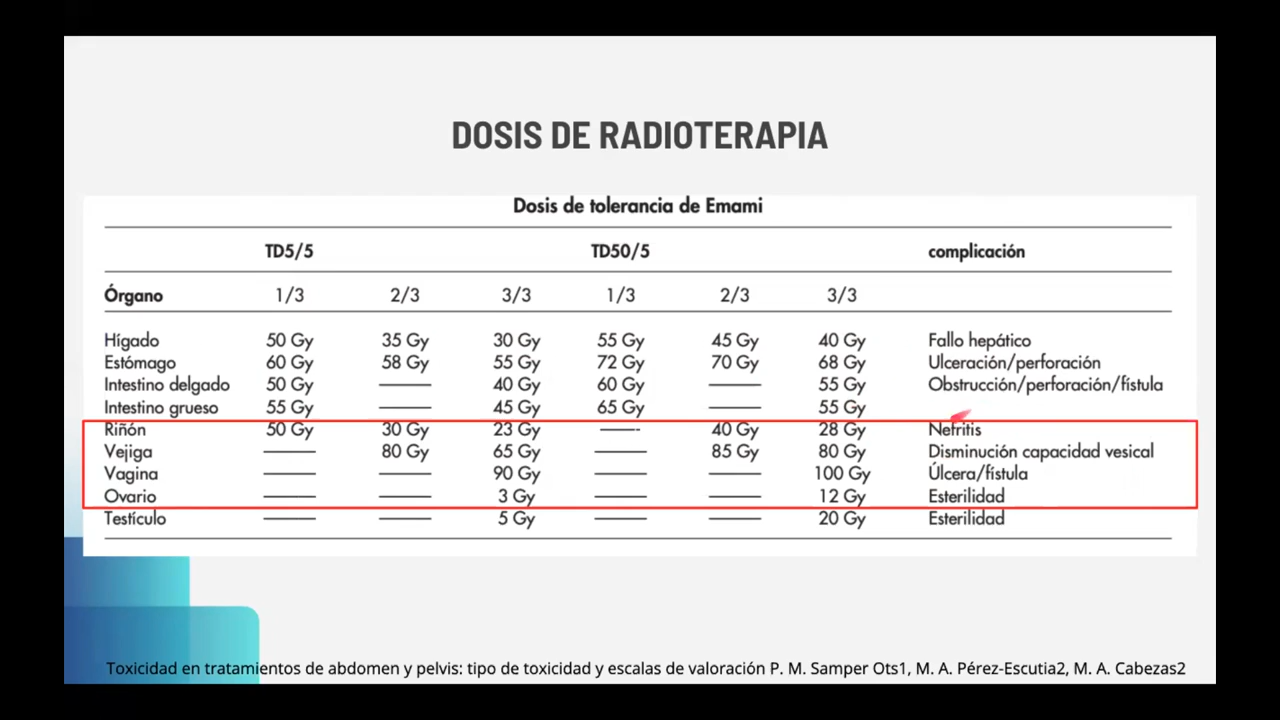 DOSIS DE RADIOTERAPIA
Dosis de tolerancia de Emami
TD5/5 TD50/5 complicación
Órgano 1/3 2/3 3/3 1/3 2/3 3/3
Hígado 50 Gy 35 Gy 30 Gy 55 Gy 45 Gy 40 Gy Fallo hepático
Estómago 60 Gy 58 Gy 55 Gy 72 Gy 70 Gy 68 Gy Ulceración/perforación
Intestino delgado 50 Gy —— 40 Gy 60 Gy —— 55 Gy Obstrucción/perforación/fístula
Intestino grueso 55 Gy —— 45 Gy 65 Gy —— 55 Gy
Riñón 50 Gy 30 Gy 23 Gy —— 40 Gy 28 Gy Nefritis
Vejiga —— 80 Gy 65 Gy —— 85 Gy 80 Gy Disminución capacidad vesical
Vagina —— —— 90 Gy —— —— 100 Gy Úlcera/fístula
Ovario —— —— 3 Gy —— —— 12 Gy Esterilidad
Testículo —— —— 5 Gy —— —— 20 Gy Esterilidad
Toxicidad en tratamientos de abdomen y pelvis: tipo de toxicidad y escalas de valoración P. M. Samper Ots1, M. A. Pérez-Escutia2, M. A. Cabezas2